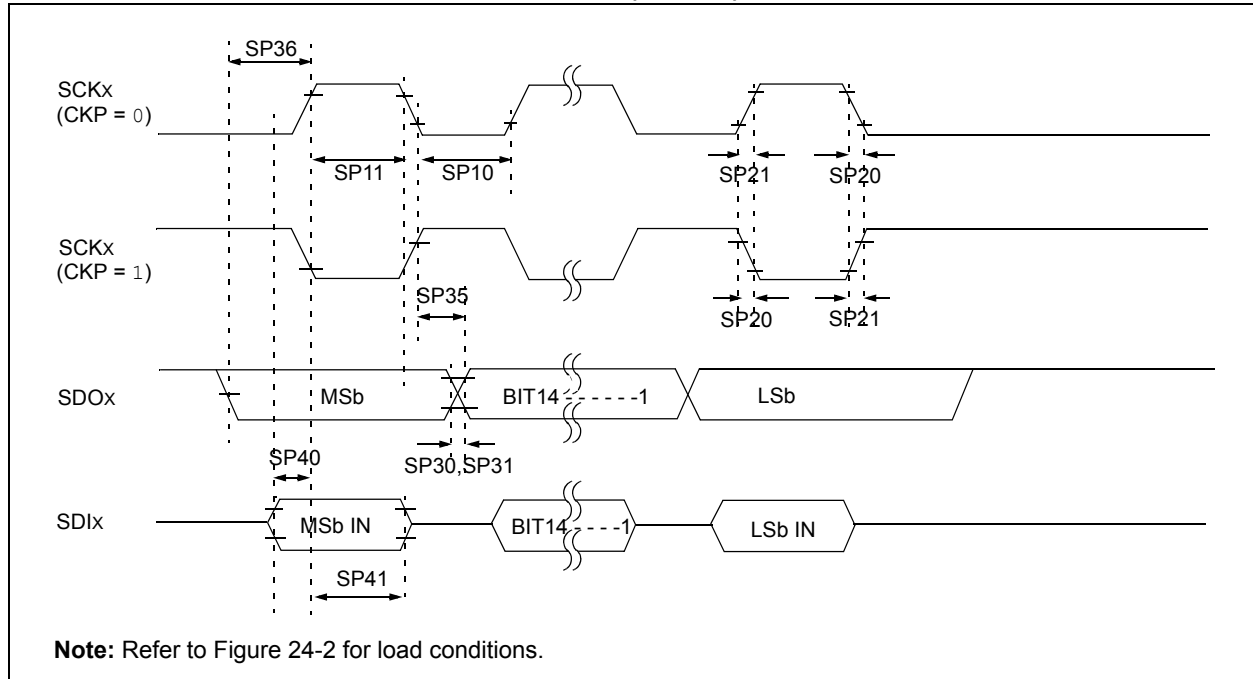 SP36
SCKx
(CKP = 0)
SP11
SP10
SP21
SP20
SCKx
(CKP = 1)
SP35
SP20
SP21
SDOx
MSb
BIT14 - - - - - -1
LSb
SP40
SP30,SP31
SDIx
MSb IN
BIT14 - - - -1
LSb IN
SP41
Note: Refer to Figure 24-2 for load conditions.